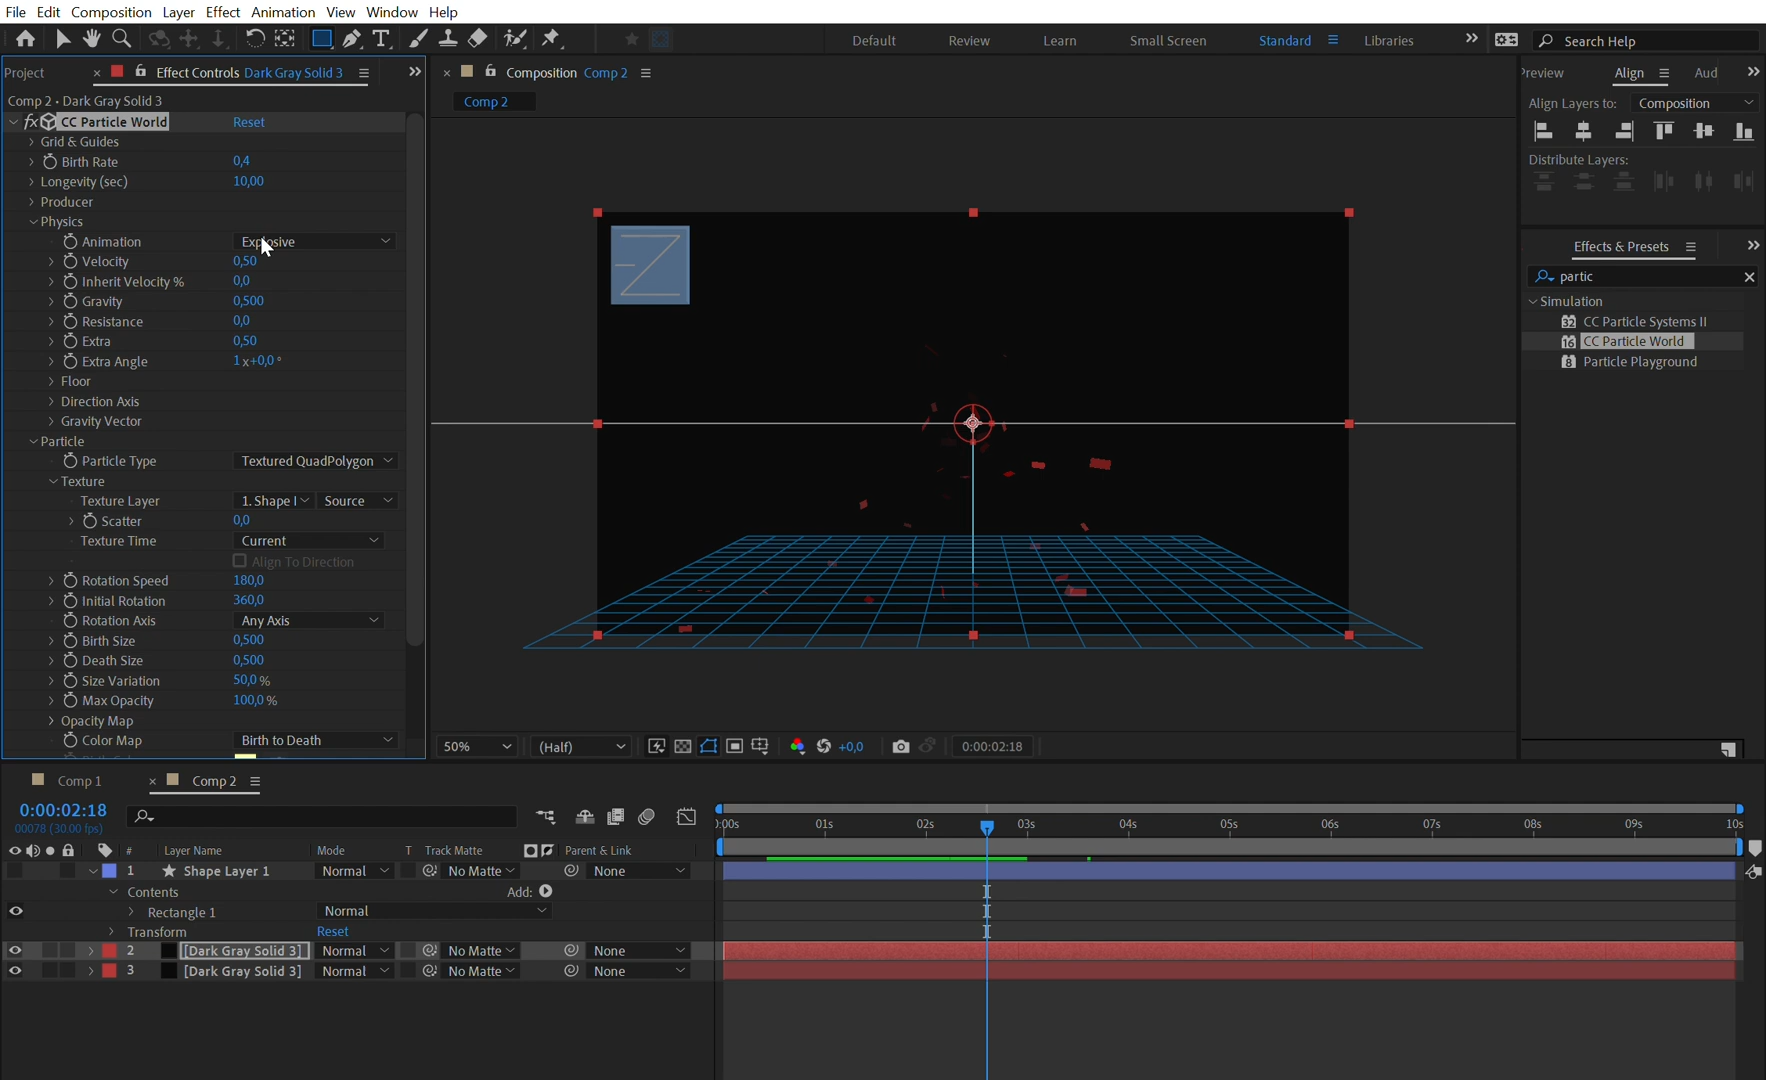 File Edit Composition Layer Effect Animation View Window Help
Default Review Learn Small Screen Standard Libraries Search Help
Project Effect Controls Dark Gray Solid 3
Comp 2 • Dark Gray Solid 3
fx CC Particle World Reset
Grid & Guides
Birth Rate 0,4
Longevity (sec) 10,00
Producer
Physics
Animation Explosive
Velocity 0,50
Inherit Velocity % 0,0
Gravity 0,500
Resistance 0,0
Extra 0,50
Extra Angle 1 x+0,0 °
Floor
Direction Axis
Gravity Vector
Particle
Particle Type Textured QuadPolygon
Texture
Texture Layer 1. Shape l Source
Scatter 0,0
Texture Time Current
Align To Direction
Rotation Speed 180,0
Initial Rotation 360,0
Rotation Axis Any Axis
Birth Size 0,500
Death Size 0,500
Size Variation 50,0 %
Max Opacity 100,0 %
Opacity Map
Color Map Birth to Death
Composition Comp 2
Comp 2
50% (Half) +0,0 0:00:02:18
Preview Align Aud
Align Layers to: Composition
Distribute Layers:
Effects & Presets
partic
Simulation
32 CC Particle Systems II
16 CC Particle World
8 Particle Playground
Comp 1 Comp 2
0:00:02:18
00078 (30.00 fps)
):00s 01s 02s 03s 04s 05s 06s 07s 08s 09s 10s
# Layer Name Mode T Track Matte Parent & Link
1 Shape Layer 1 Normal No Matte None
Contents Add:
Rectangle 1 Normal
Transform Reset
2 [Dark Gray Solid 3] Normal No Matte None
3 [Dark Gray Solid 3] Normal No Matte None